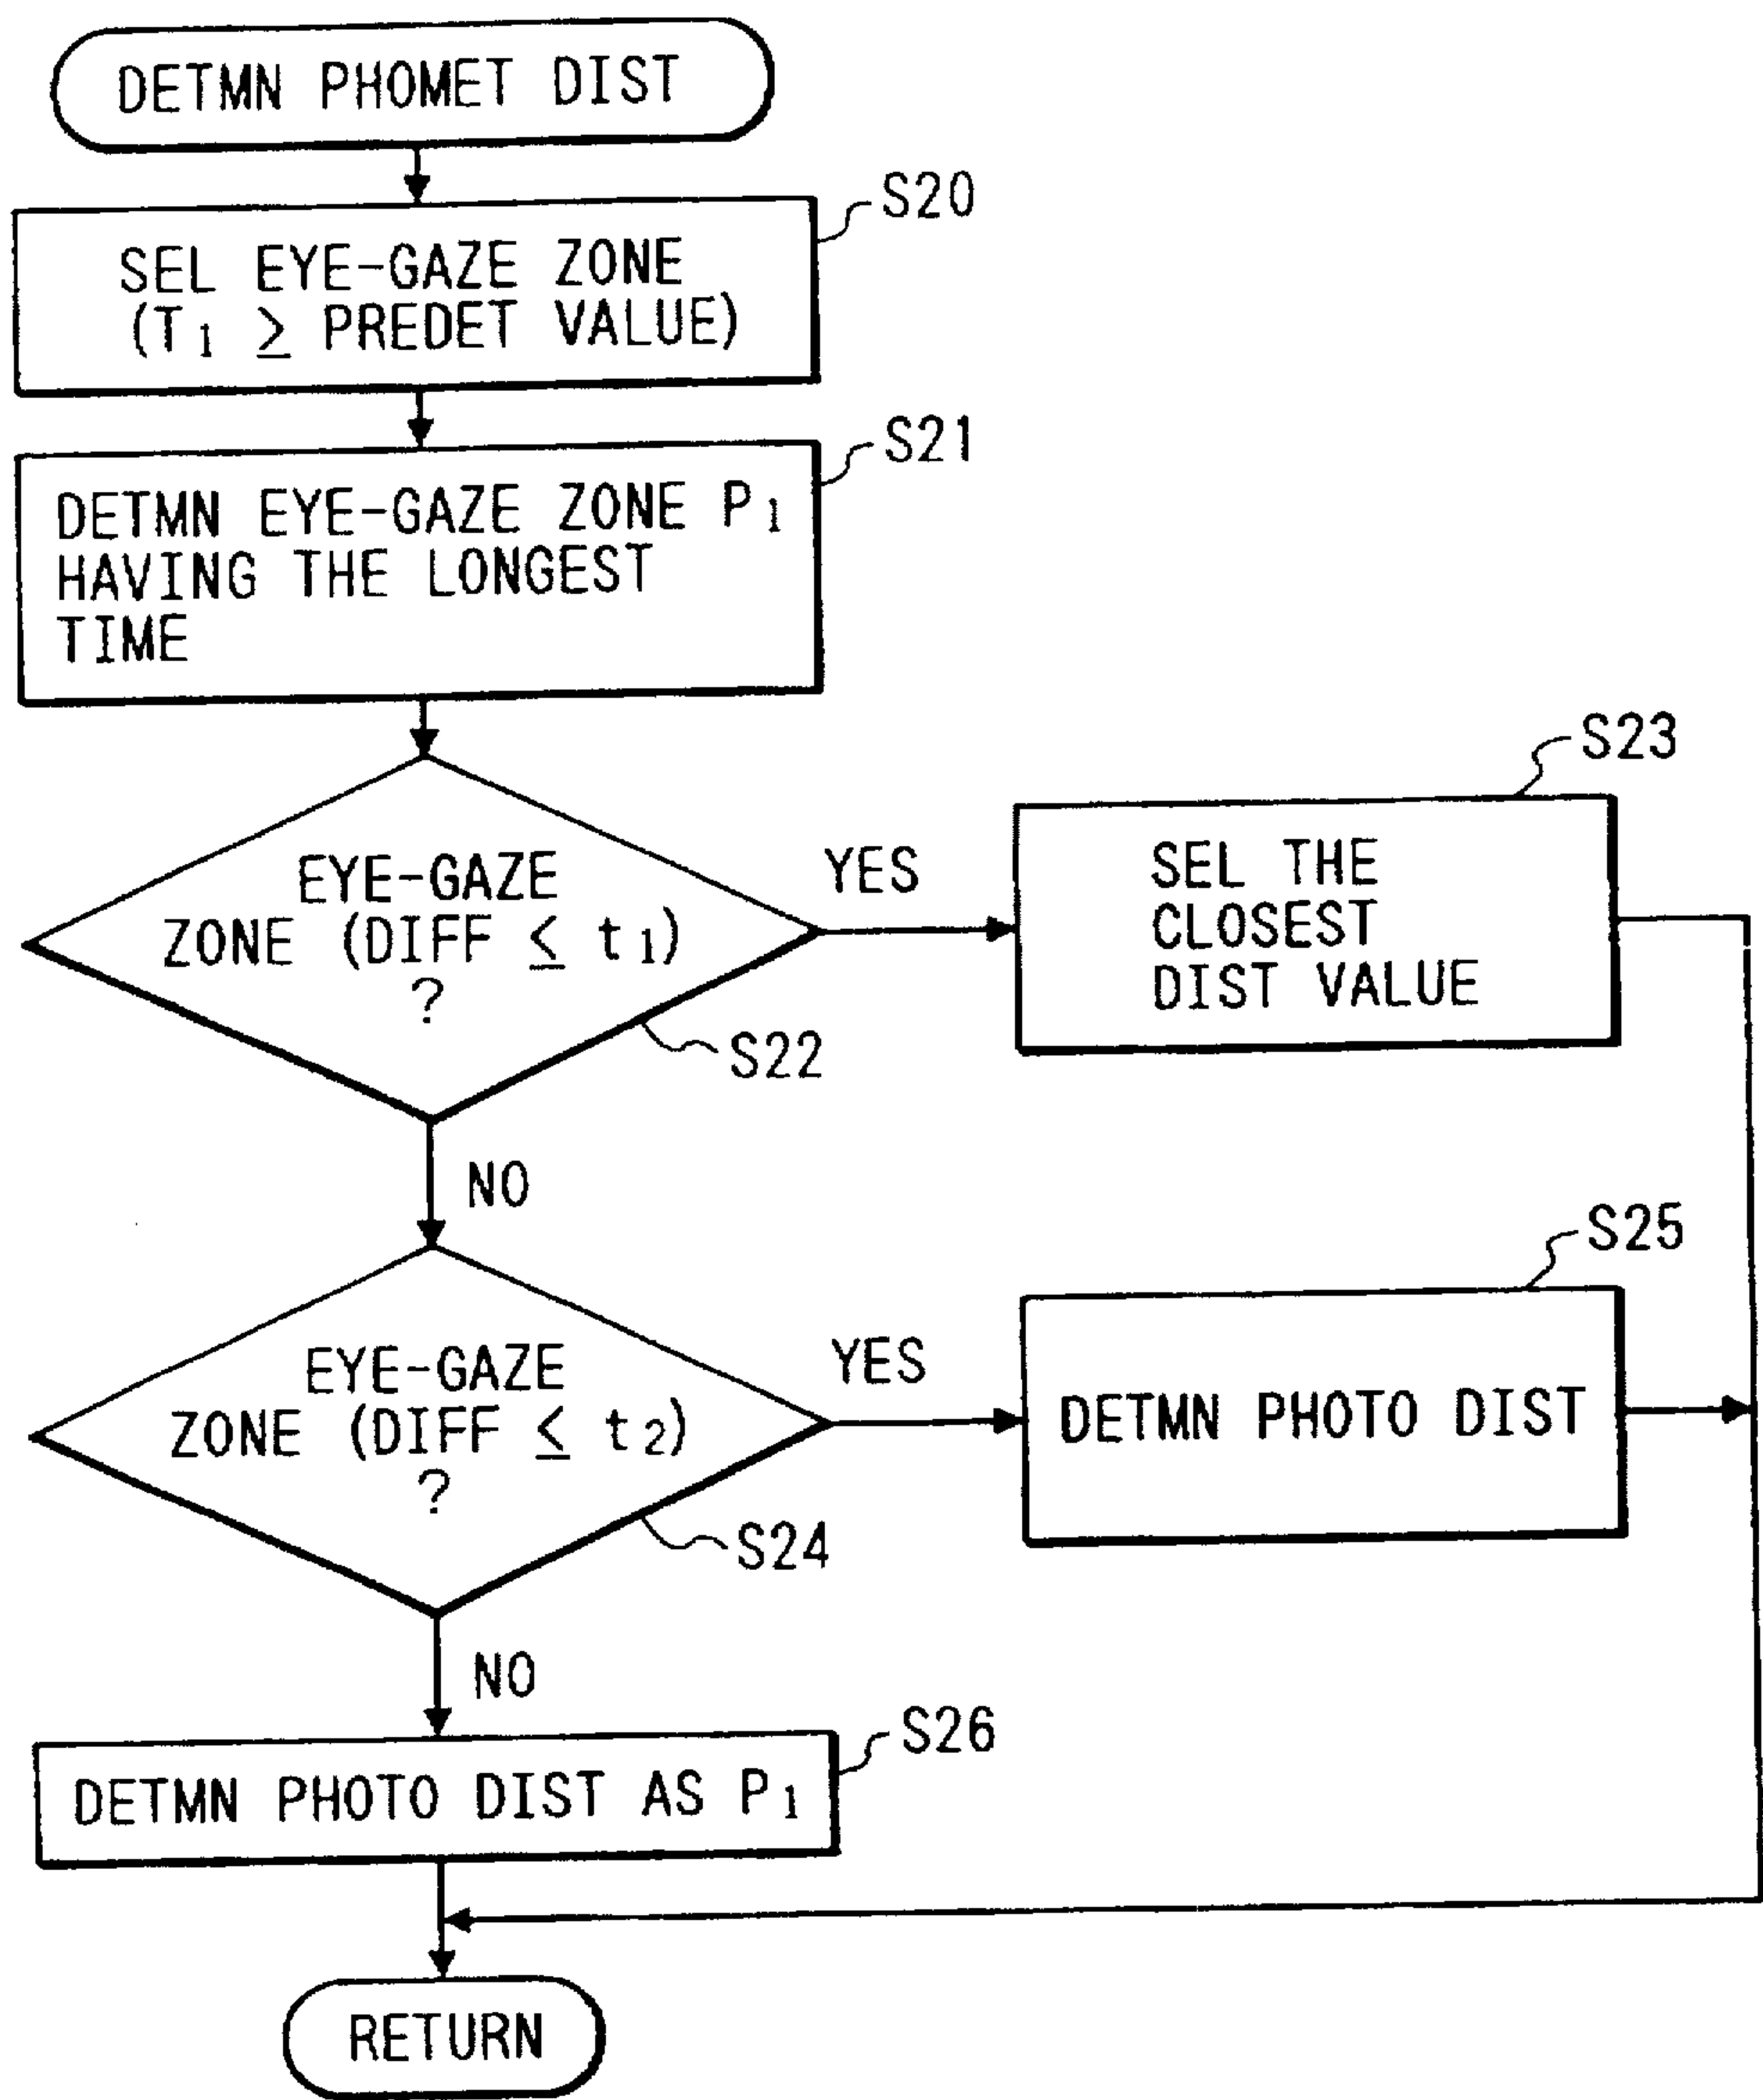 DETMN PHOMET DIST
S20
SEL EYE-GAZE ZONE
(T1 ≥ PREDET VALUE)
S21
DETMN EYE-GAZE ZONE P1
HAVING THE LONGEST
TIME
S23
EYE-GAZE
ZONE (DIFF ≤ t1)
?
YES
SEL THE
CLOSEST
DIST VALUE
S22
NO
S25
EYE-GAZE
ZONE (DIFF ≤ t2)
?
YES
DETMN PHOTO DIST
S24
NO
S26
DETMN PHOTO DIST AS P1
RETURN